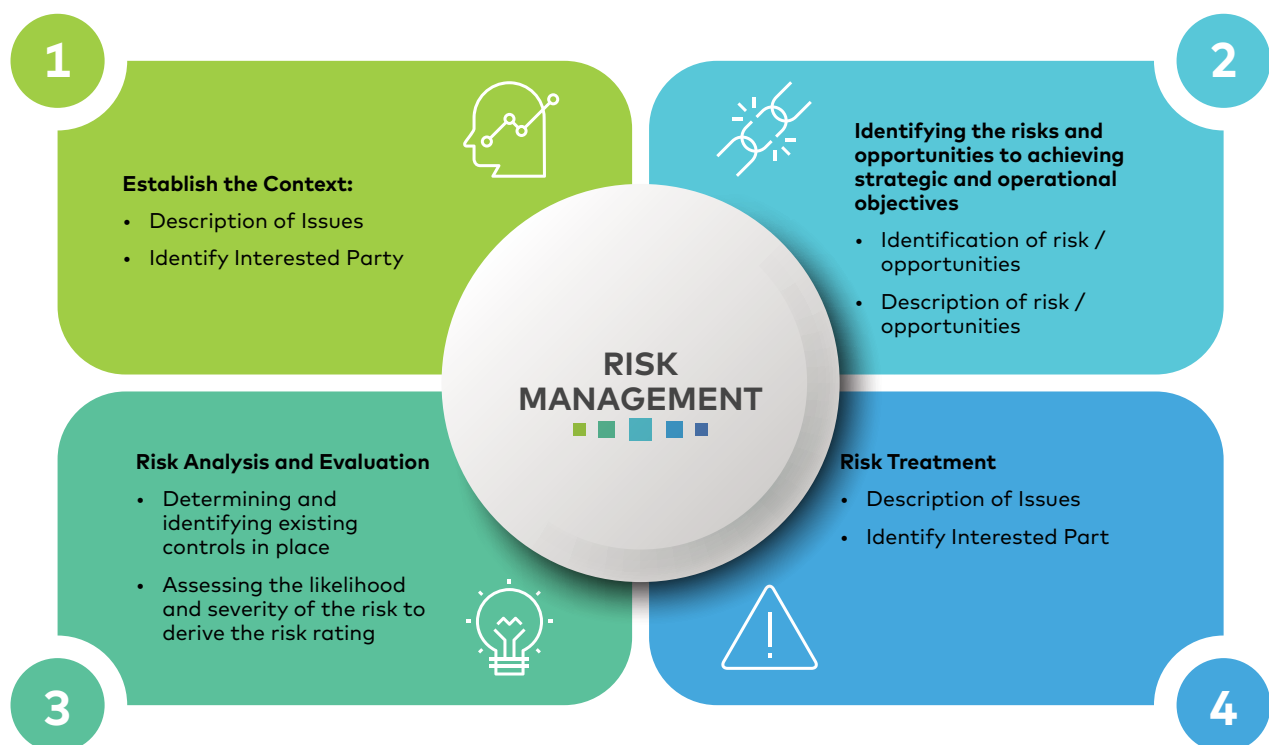 1
Establish the Context:
• Description of Issues
• Identify Interested Party
2
Identifying the risks and
opportunities to achieving
strategic and operational
objectives
• Identification of risk /
opportunities
• Description of risk /
opportunities
RISK
MANAGEMENT
Risk Analysis and Evaluation
• Determining and
identifying existing
controls in place
• Assessing the likelihood
and severity of the risk to
derive the risk rating
3
Risk Treatment
• Description of Issues
• Identify Interested Part
4